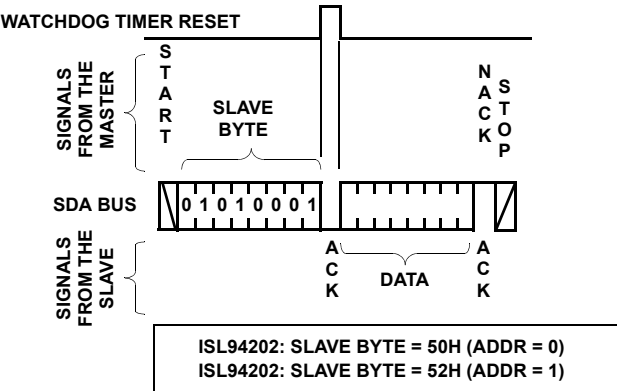 WATCHDOG TIMER RESET
SIGNALS
FROM THE
MASTER
START
SLAVE
BYTE
NACK
STOP
SDA BUS
0 1 0 1 0 0 0 1
SIGNALS
FROM THE
SLAVE
ACK
DATA
ACK
ISL94202: SLAVE BYTE = 50H (ADDR = 0)
ISL94202: SLAVE BYTE = 52H (ADDR = 1)